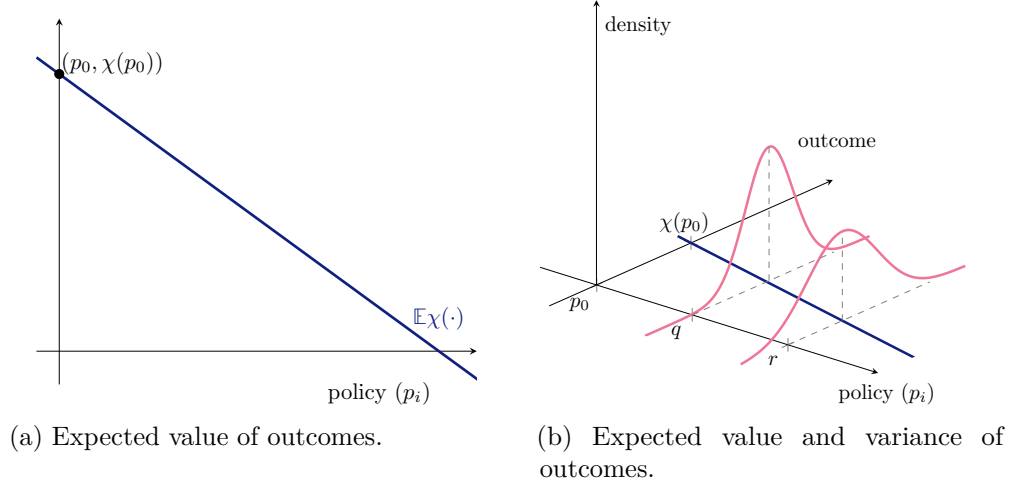 (p₀, χ(p₀))
𝔼χ(·)
policy (pᵢ)
(a) Expected value of outcomes.
density
outcome
χ(p₀)
p₀
q
r
policy (pᵢ)
(b) Expected value and variance of
outcomes.